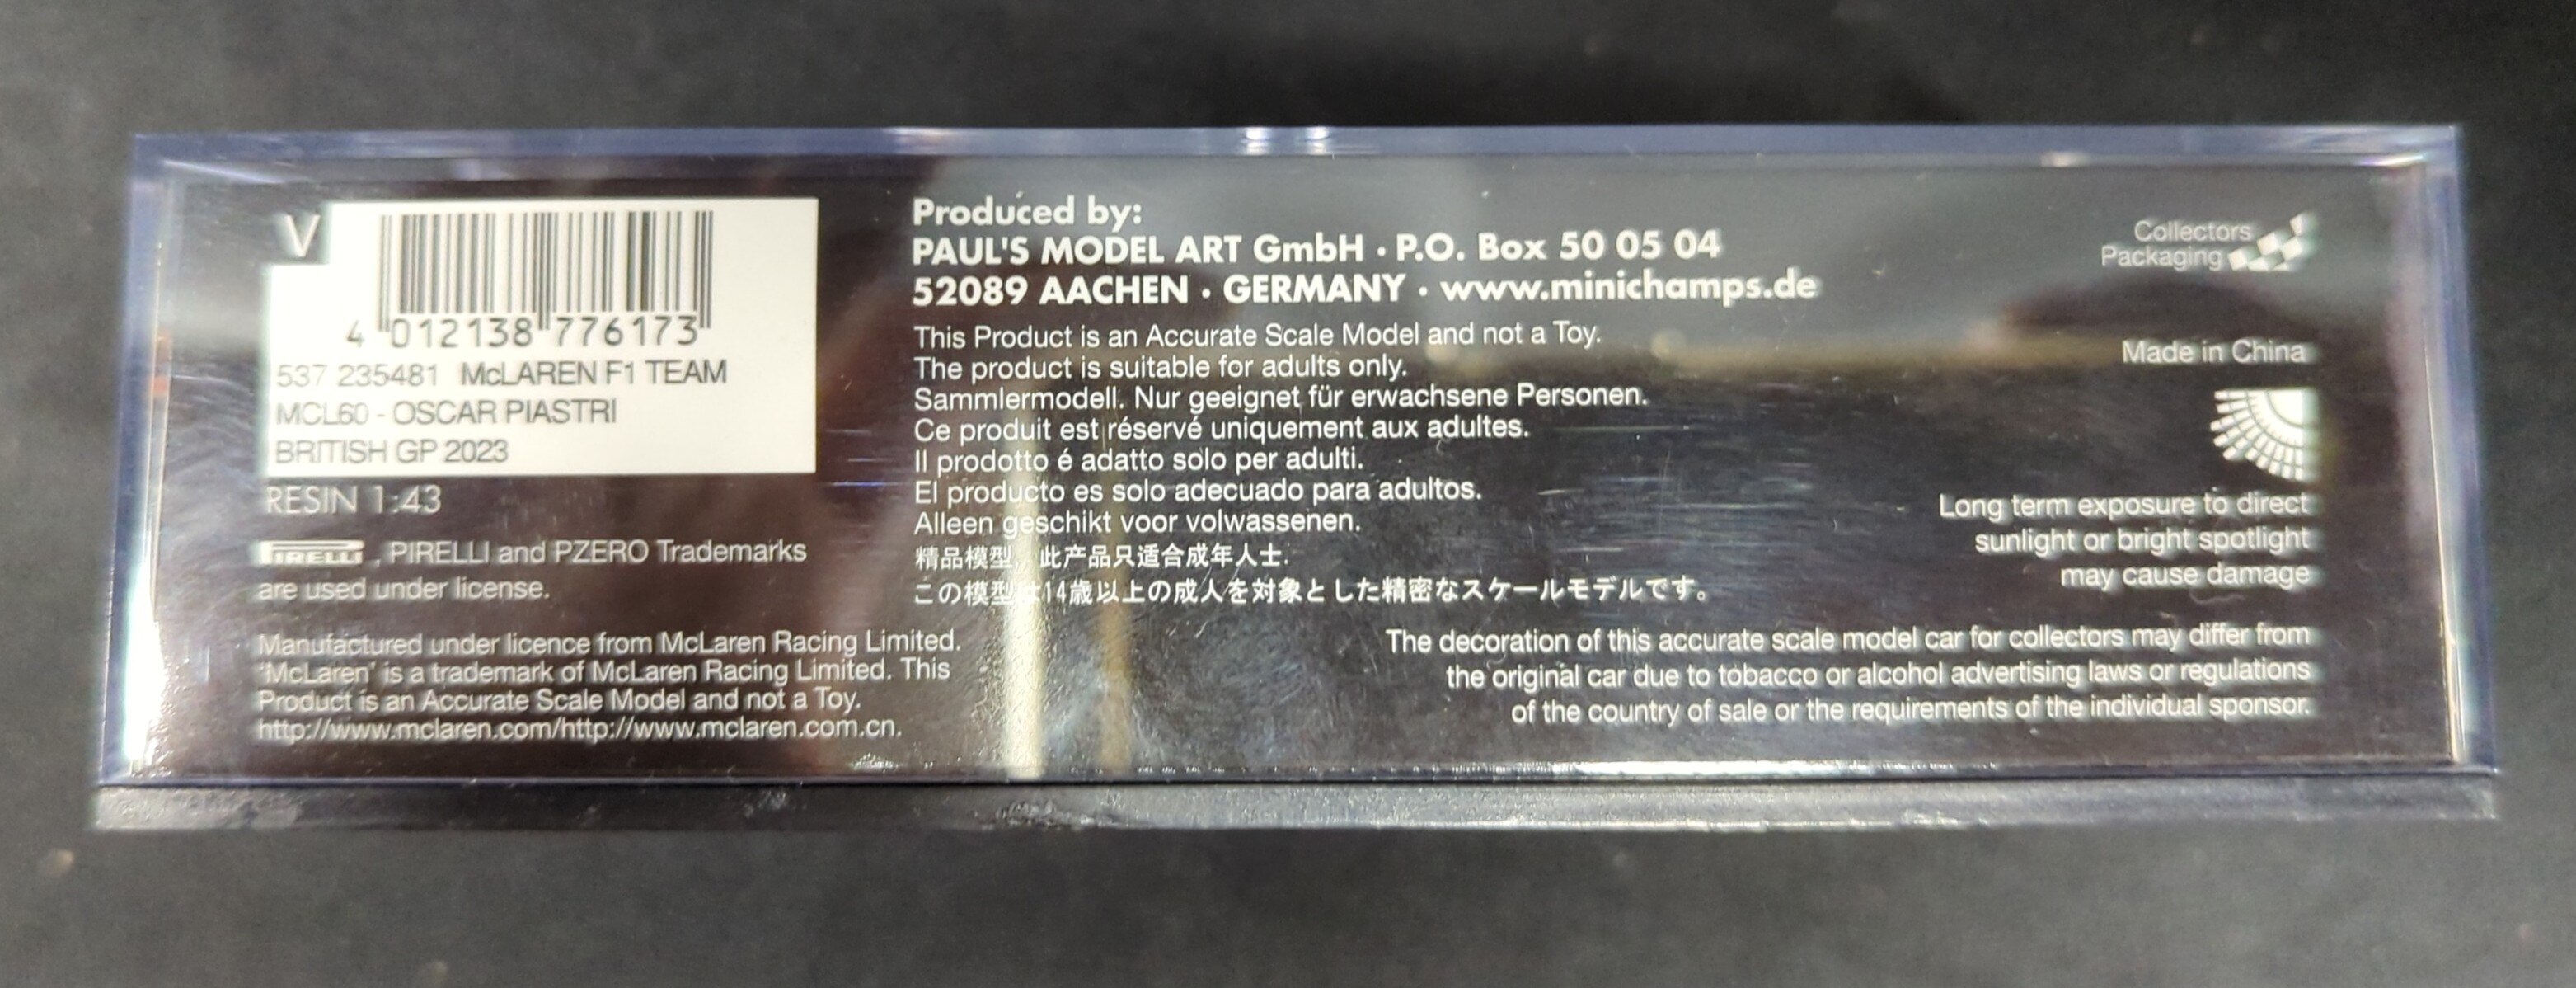 V
4 012138 776173
537 235481 McLAREN F1 TEAM
MCL60 - OSCAR PIASTRI
BRITISH GP 2023
RESIN 1:43
PIRELLI , PIRELLI and PZERO Trademarks
are used under license.
Manufactured under licence from McLaren Racing Limited.
'McLaren' is a trademark of McLaren Racing Limited. This
Product is an Accurate Scale Model and not a Toy.
http://www.mclaren.com/http://www.mclaren.com.cn.
Produced by:
PAUL'S MODEL ART GmbH · P.O. Box 50 05 04
52089 AACHEN · GERMANY · www.minichamps.de
This Product is an Accurate Scale Model and not a Toy.
The product is suitable for adults only.
Sammlermodell. Nur geeignet für erwachsene Personen.
Ce produit est réservé uniquement aux adultes.
Il prodotto é adatto solo per adulti.
El producto es solo adecuado para adultos.
Alleen geschikt voor volwassenen.
精品模型. 此产品只适合成年人士.
この模型は14歳以上の成人を対象とした精密なスケールモデルです。
Collectors
Packaging
Made in China
Long term exposure to direct
sunlight or bright spotlight
may cause damage
The decoration of this accurate scale model car for collectors may differ from
the original car due to tobacco or alcohol advertising laws or regulations
of the country of sale or the requirements of the individual sponsor.